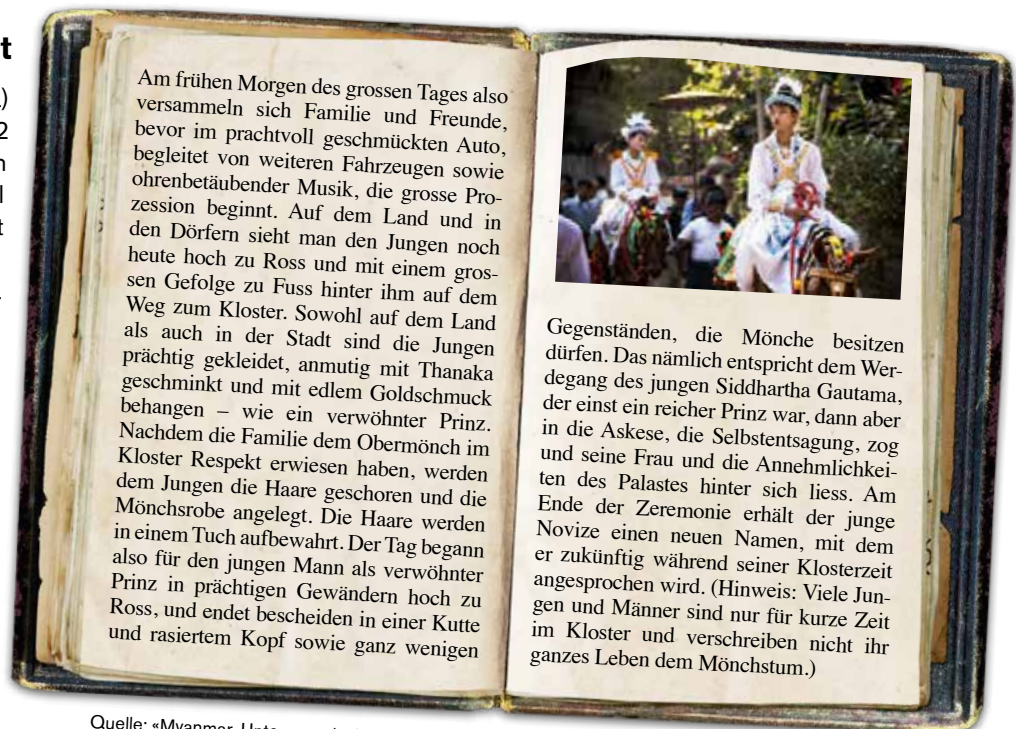 t
)
2
n
l
t
Am frühen Morgen des grossen Tages also
versammeln sich Familie und Freunde,
bevor im prachtvoll geschmückten Auto,
begleitet von weiteren Fahrzeugen sowie
ohrenbetäubender Musik, die grosse Pro-
zession beginnt. Auf dem Land und in
den Dörfern sieht man den Jungen noch
heute hoch zu Ross und mit einem gros-
sen Gefolge zu Fuss hinter ihm auf dem
Weg zum Kloster. Sowohl auf dem Land
als auch in der Stadt sind die Jungen
prächtig gekleidet, anmutig mit Thanaka
geschminkt und mit edlem Goldschmuck
behangen – wie ein verwöhnter Prinz.
Nachdem die Familie dem Obermönch im
Kloster Respekt erwiesen haben, werden
dem Jungen die Haare geschoren und die
Mönchsrobe angelegt. Die Haare werden
in einem Tuch aufbewahrt. Der Tag begann
also für den jungen Mann als verwöhnter
Prinz in prächtigen Gewändern hoch zu
Ross, und endet bescheiden in einer Kutte
und rasiertem Kopf sowie ganz wenigen
Gegenständen, die Mönche besitzen
dürfen. Das nämlich entspricht dem Wer-
degang des jungen Siddhartha Gautama,
der einst ein reicher Prinz war, dann aber
in die Askese, die Selbstentsagung, zog
und seine Frau und die Annehmlichkei-
ten des Palastes hinter sich liess. Am
Ende der Zeremonie erhält der junge
Novize einen neuen Namen, mit dem
er zukünftig während seiner Klosterzeit
angesprochen wird. (Hinweis: Viele Jun-
gen und Männer sind nur für kurze Zeit
im Kloster und verschreiben nicht ihr
ganzes Leben dem Mönchstum.)
Quelle: «Myanmar